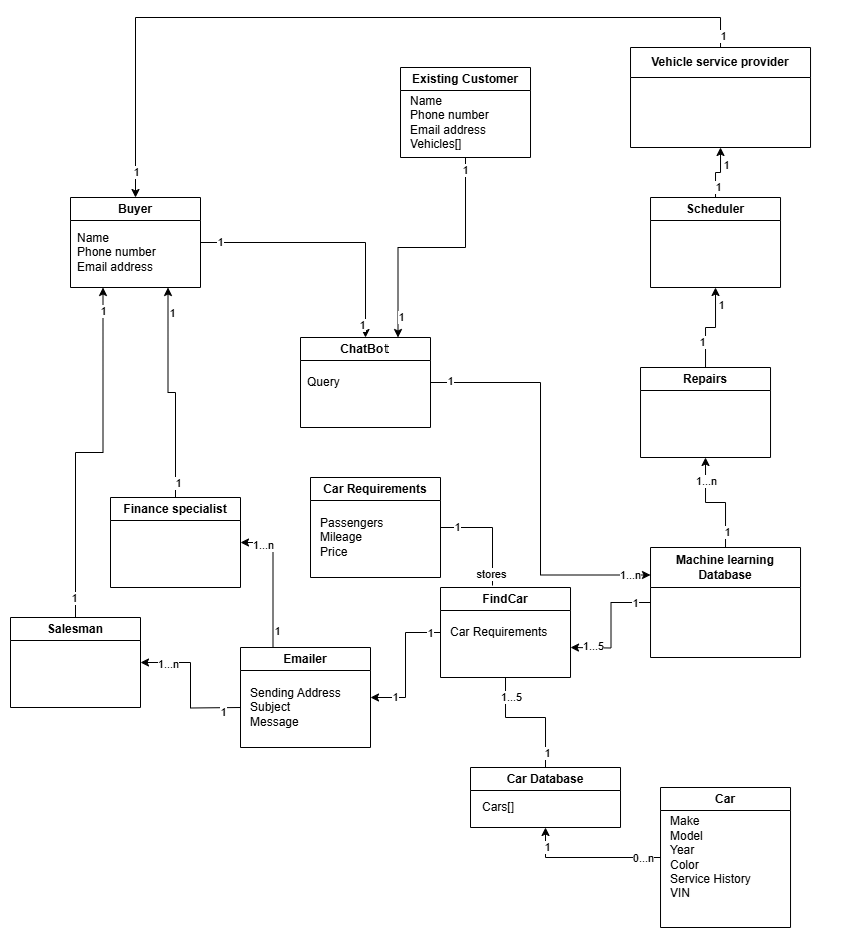 1
Vehicle service provider
Existing Customer
Name
Phone number
Email address
Vehicles[]
1
1
1
1
Buyer
Name
Phone number
Email address
Scheduler
1
1
1
1
1
1
1
ChatBot
Query
1
1
Repairs
1
Car Requirements
Passengers
Mileage
Price
1
1...n
1
Finance specialist
1
1...n
stores
1...n
Machine learning
Database
FindCar
Car Requirements
1
1
Salesman
1
1
1...5
Emailer
Sending Address
Subject
Message
1...n
1
1
1...5
1
Car Database
Cars[]
Car
Make
Model
Year
Color
Service History
VIN
1
0...n